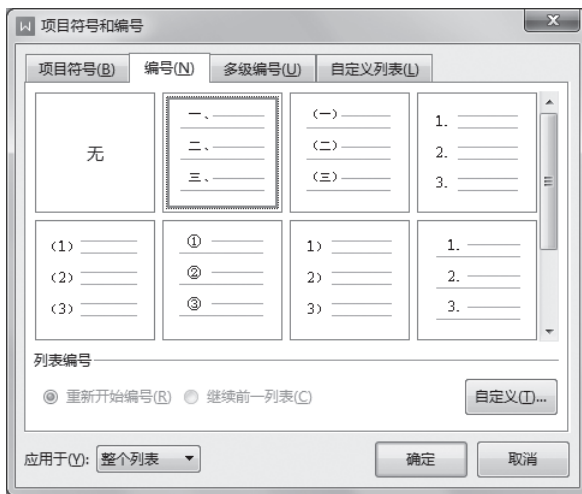 项目符号和编号
项目符号(B) 编号(N) 多级编号(U) 自定义列表(L)
无
一、
二、
三、
(一)
(二)
(三)
1.
2.
3.
(1)
(2)
(3)
①
②
③
1)
2)
3)
1.
2.
3.
列表编号
重新开始编号(R) 继续前一列表(C) 自定义(T)...
应用于(Y): 整个列表 确定 取消